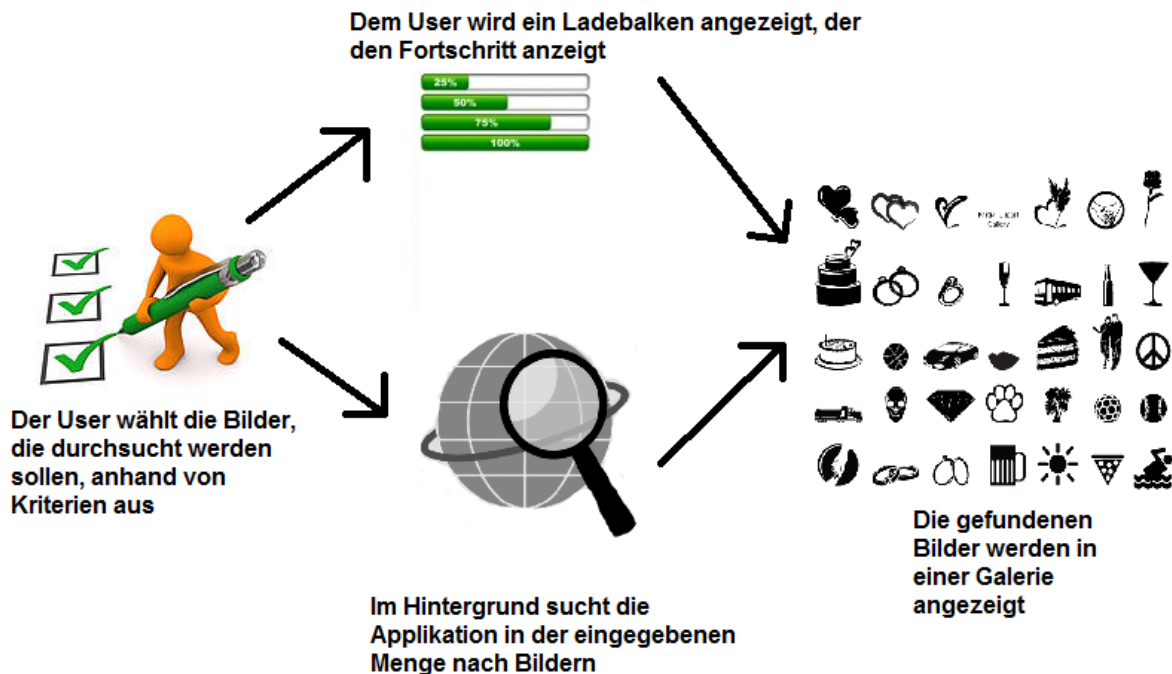 Dem User wird ein Ladebalken angezeigt, der
den Fortschritt anzeigt
25%
50%
75%
100%
Der User wählt die Bilder,
die durchsucht werden
sollen, anhand von
Kriterien aus
Gallery
Die gefundenen
Bilder werden in
einer Galerie
angezeigt
Im Hintergrund sucht die
Applikation in der eingegebenen
Menge nach Bildern